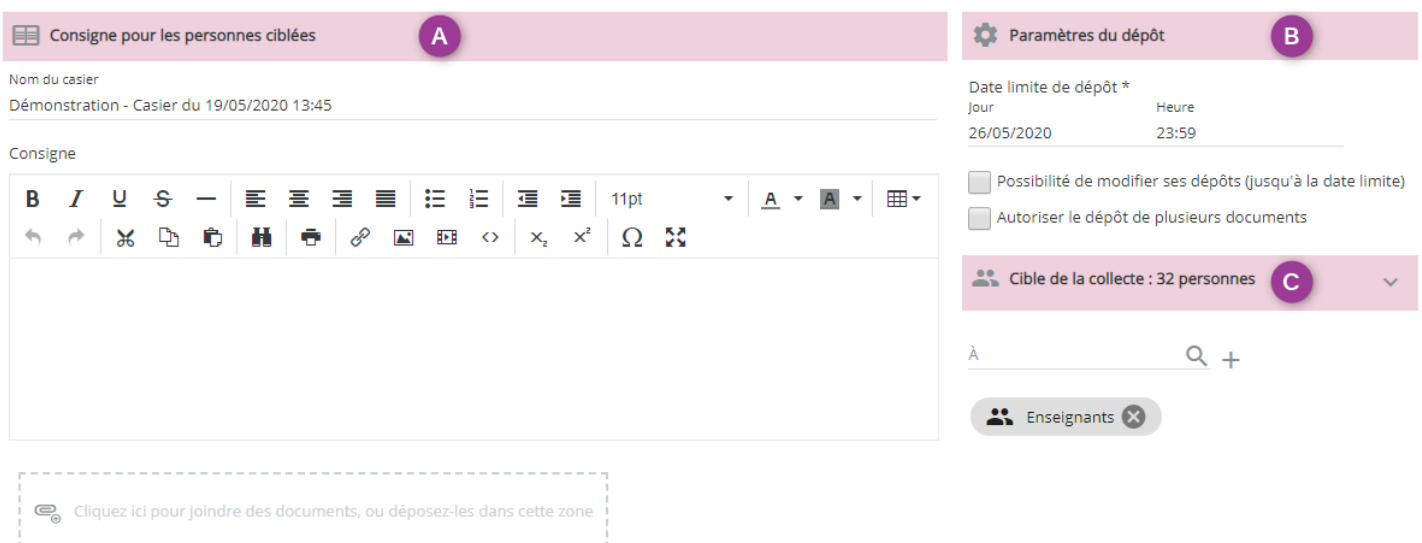 Consigne pour les personnes ciblées
A
Nom du casier
Démonstration - Casier du 19/05/2020 13:45
Consigne
B I U S
11pt
A A
X₂ X² Ω
Cliquez ici pour joindre des documents, ou déposez-les dans cette zone
Paramètres du dépôt
B
Date limite de dépôt *
Jour Heure
26/05/2020 23:59
Possibilité de modifier ses dépôts (jusqu'à la date limite)
Autoriser le dépôt de plusieurs documents
Cible de la collecte : 32 personnes
C
À
Enseignants